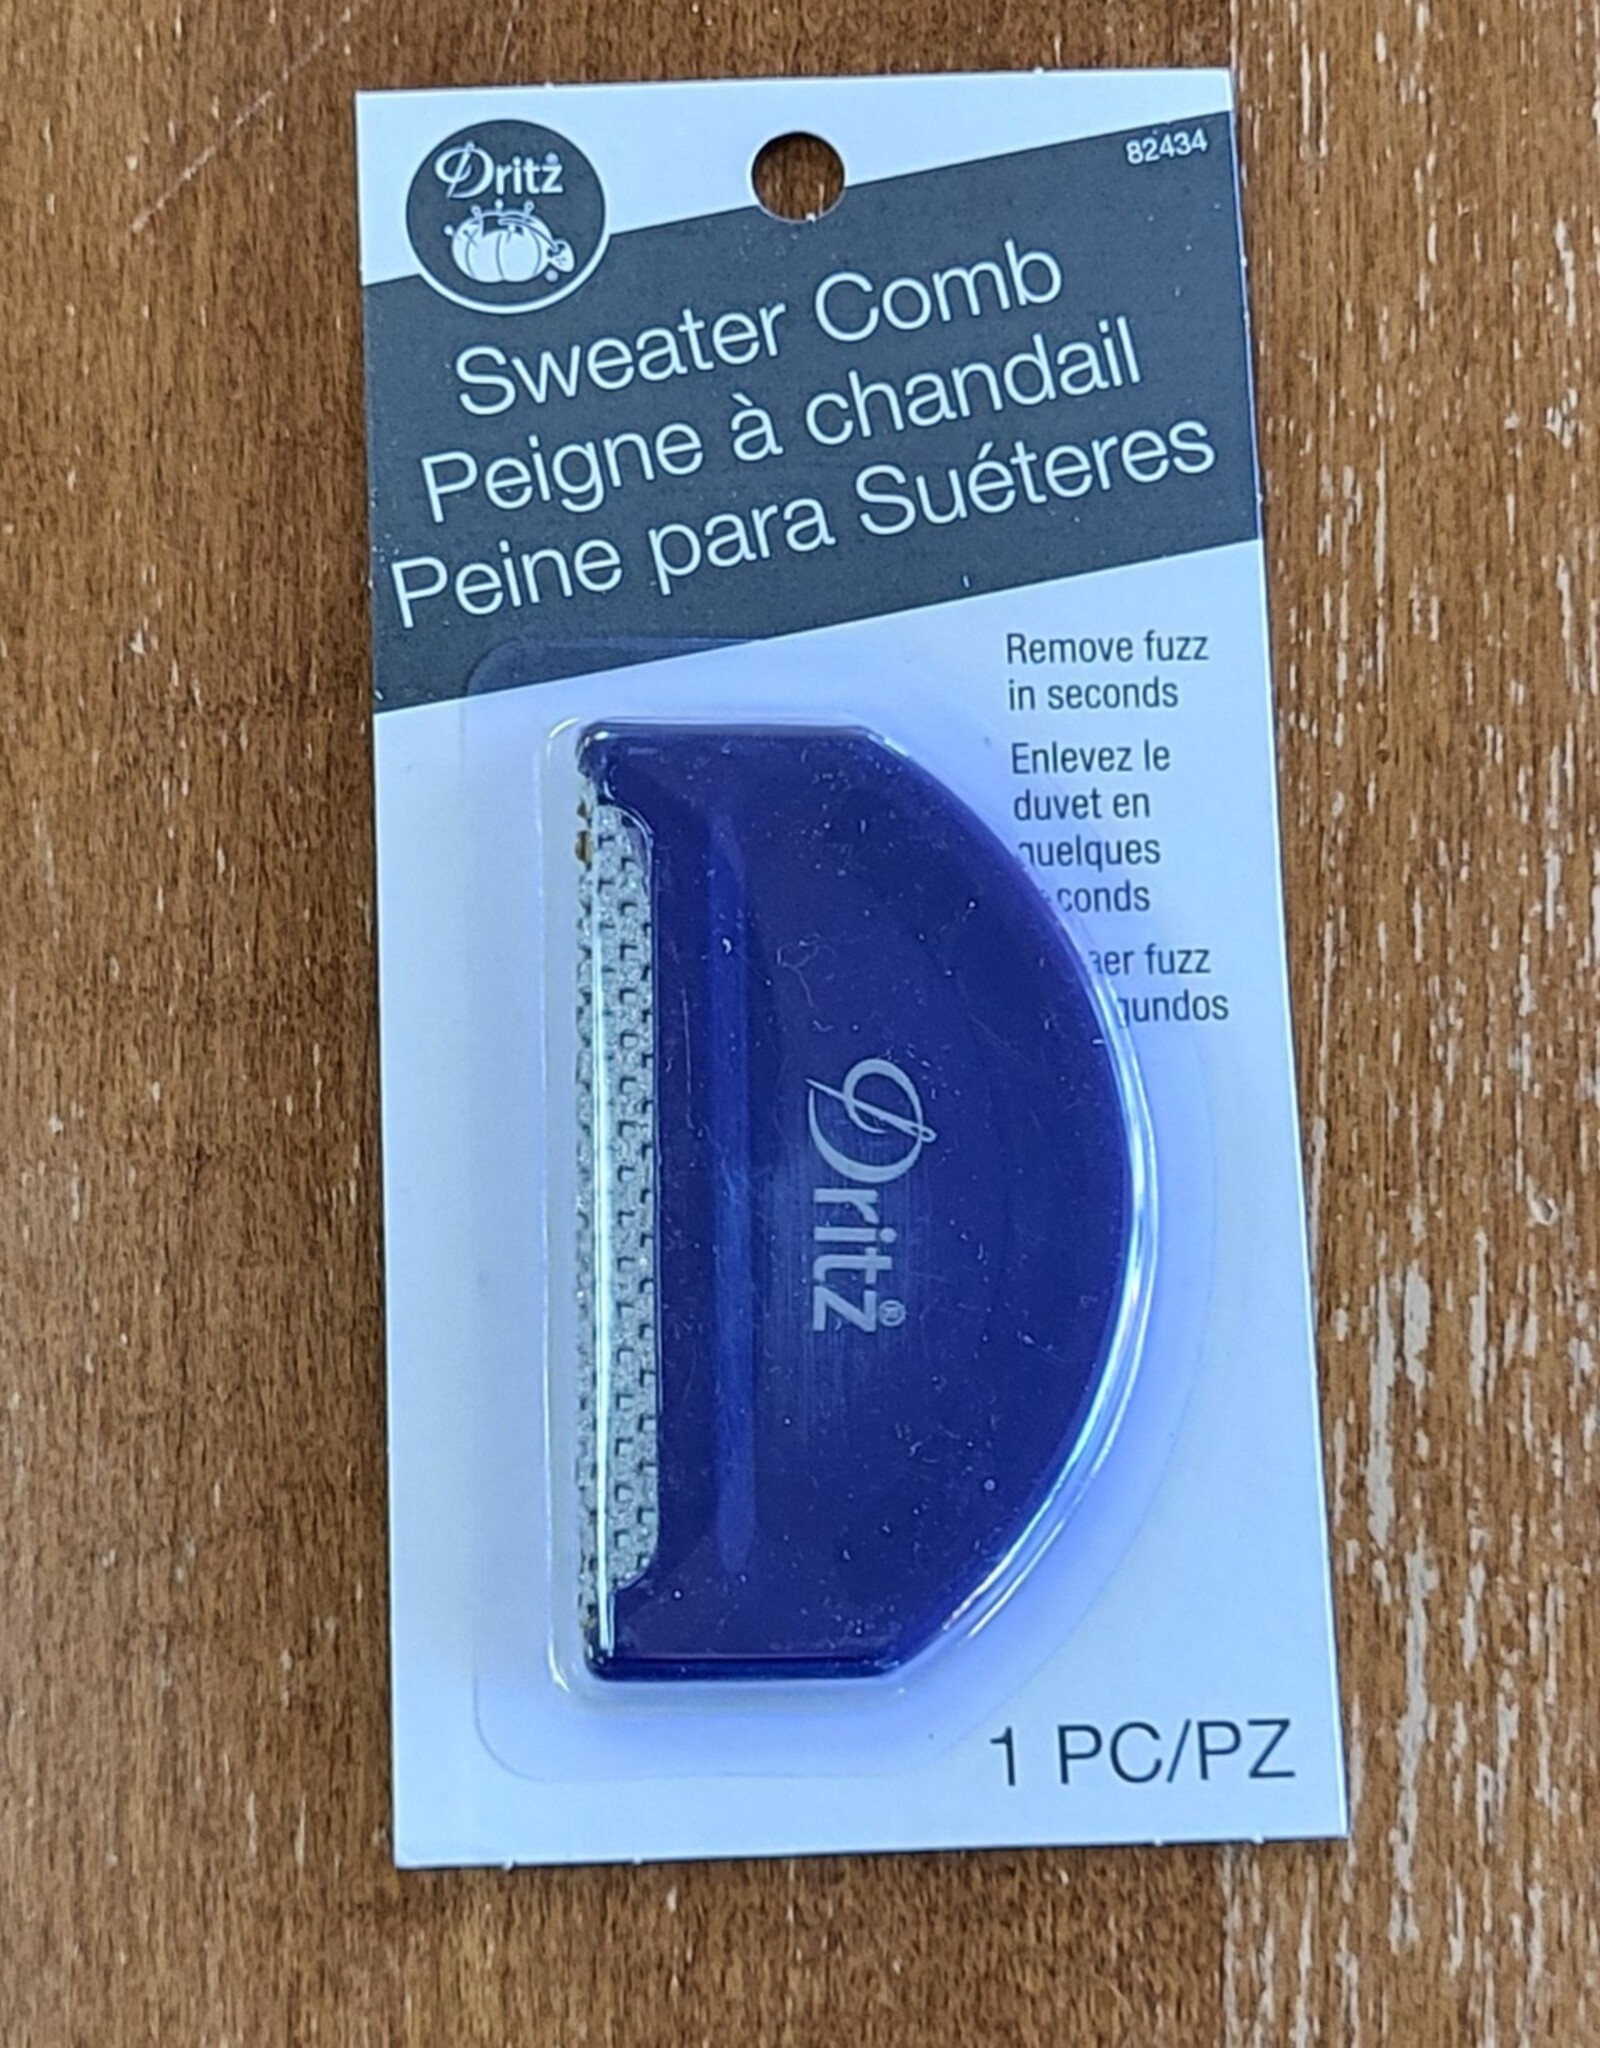 Dritz
82434
Sweater Comb
Peigne à chandail
Peine para Suéteres
Remove fuzz
in seconds
Enlevez le
duvet en
quelques
fuzz
Dritz®
1 PC/PZ